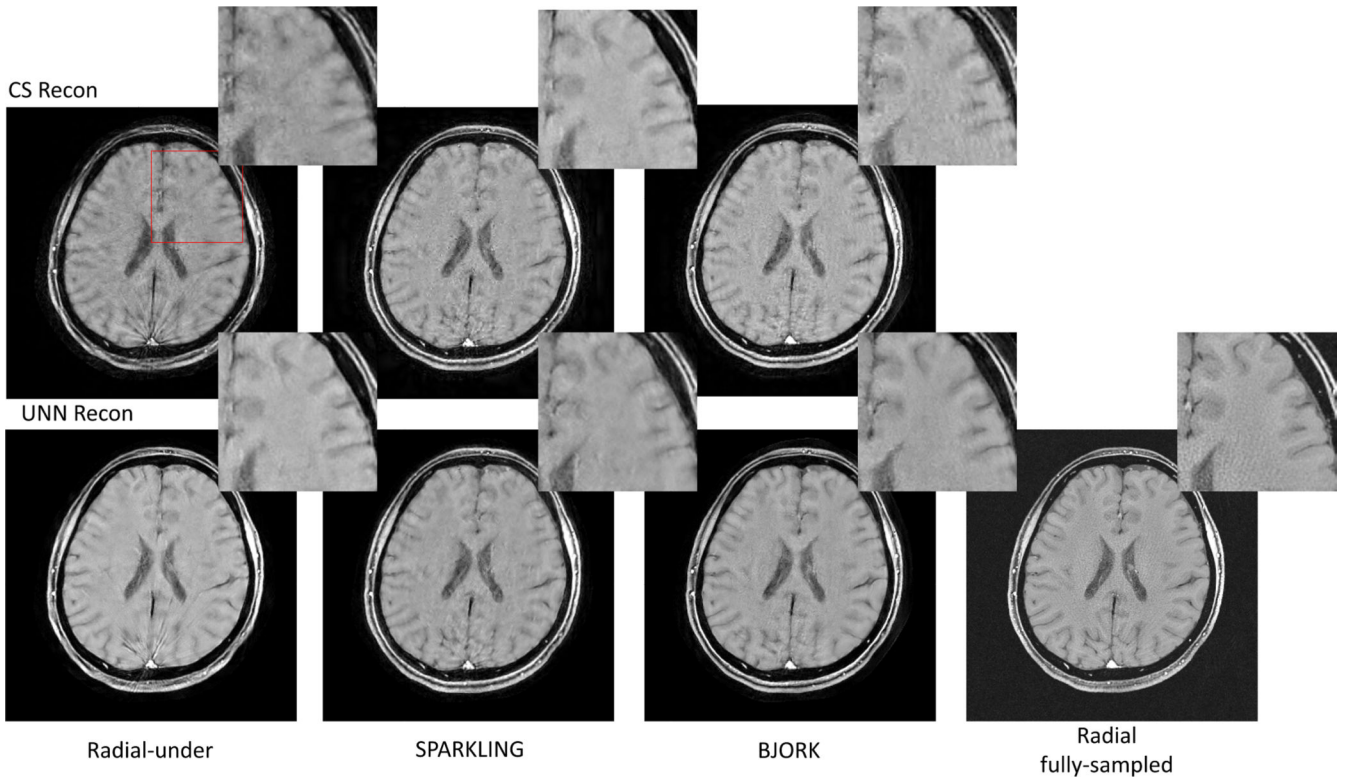 CS Recon
UNN Recon
Radial-under
SPARKLING
BJORK
Radial
fully-sampled